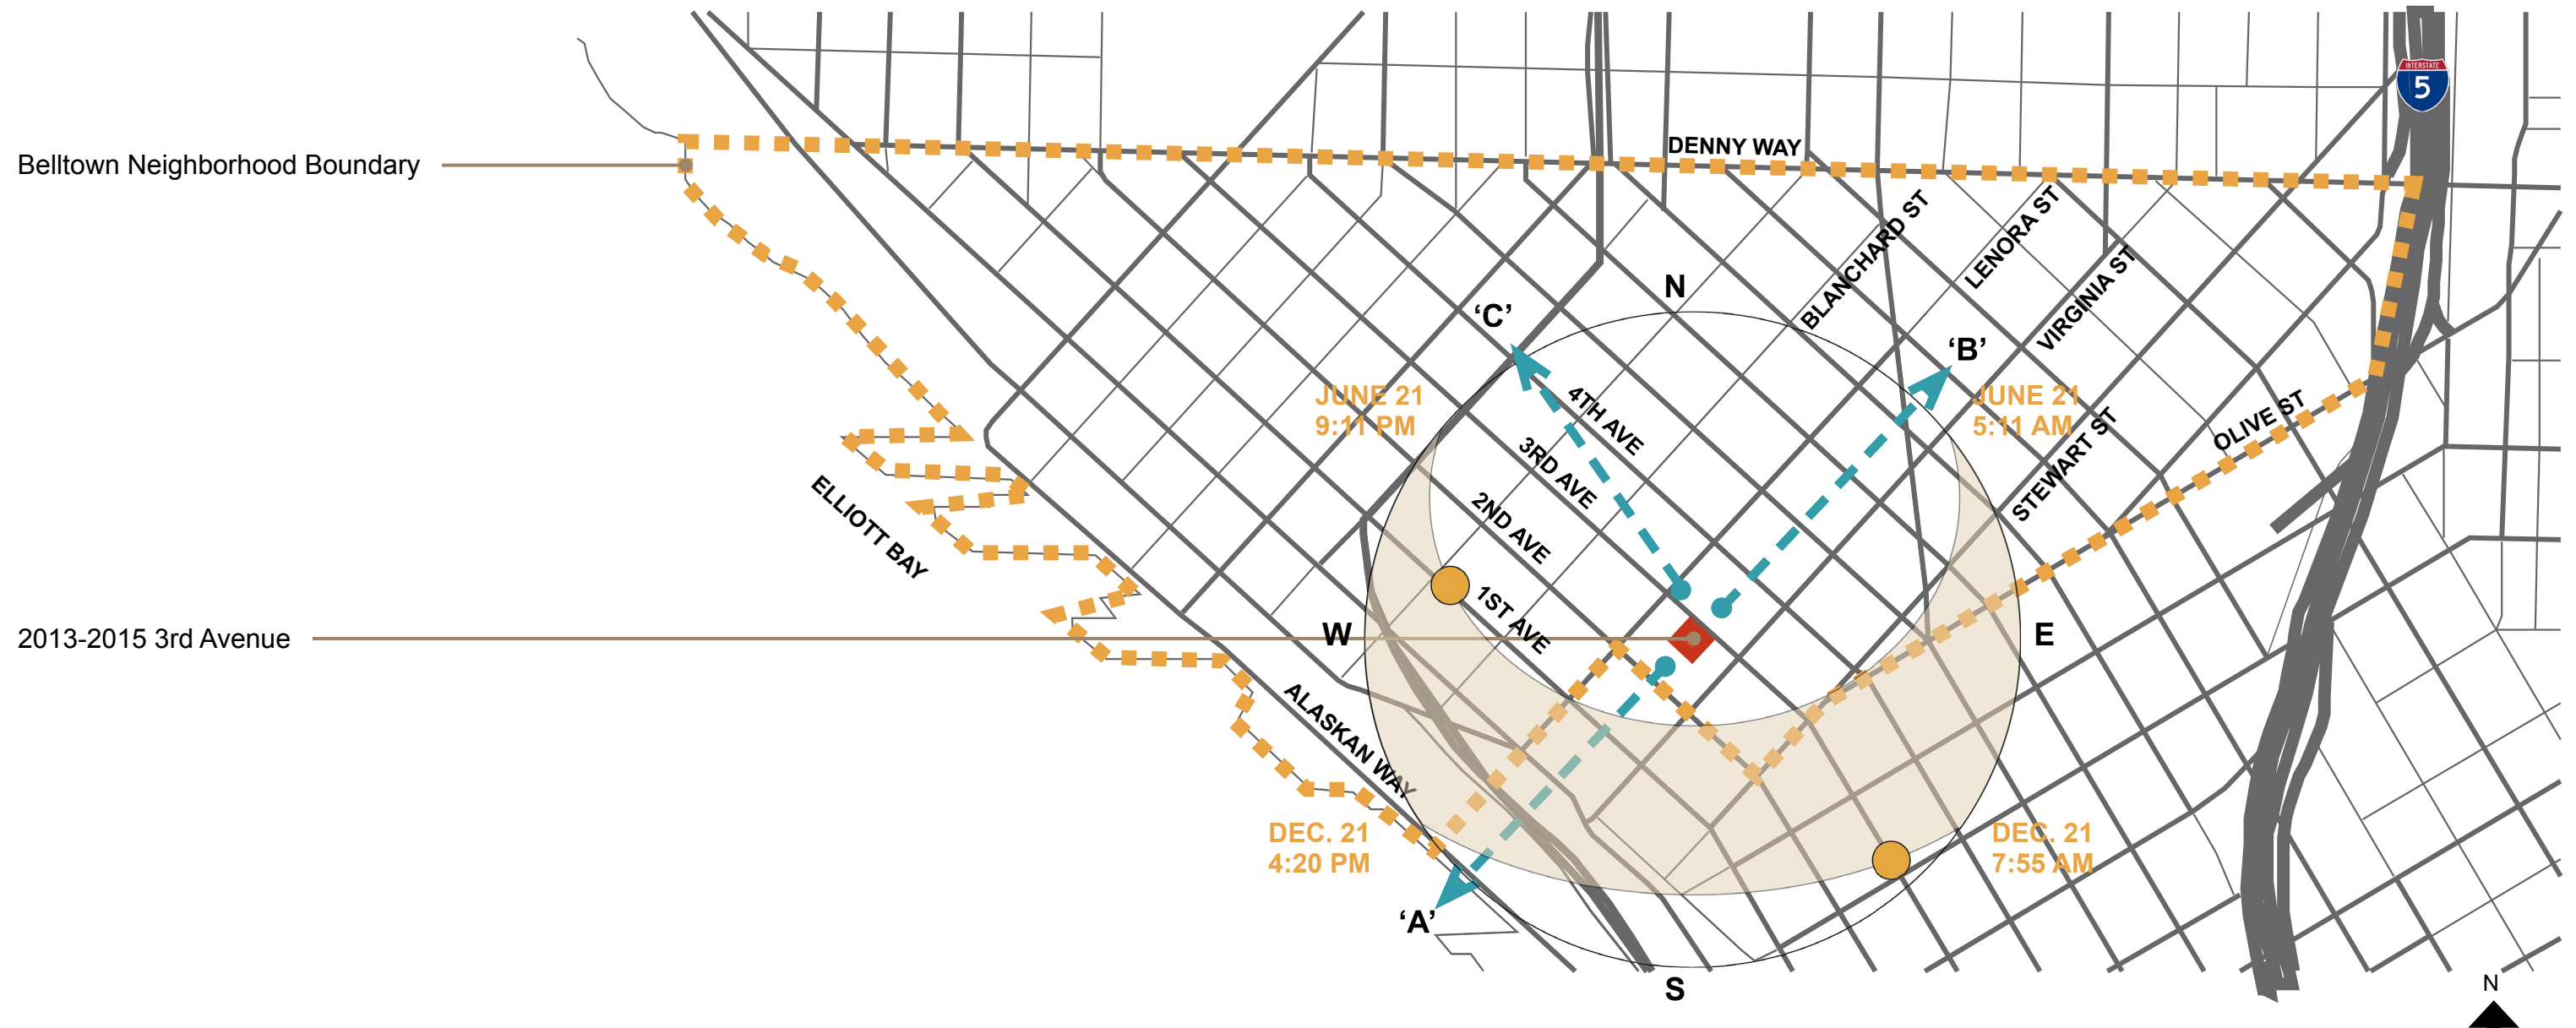 INTERSTATE
5
Belltown Neighborhood Boundary
DENNY WAY
BLANCHARD ST
LENORA ST
VIRGINIA ST
N
‘C’
‘B’
JUNE 21
9:11 PM
JUNE 21
5:11 AM
4TH AVE
3RD AVE
2ND AVE
1ST AVE
STEWART ST
OLIVE ST
ELLIOTT BAY
2013-2015 3rd Avenue
W
E
ALASKAN WAY
DEC. 21
4:20 PM
DEC. 21
7:55 AM
‘A’
S
N